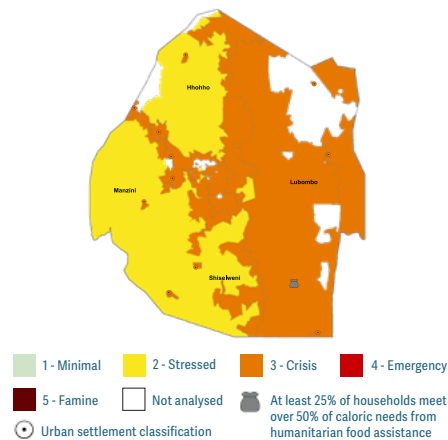 Hhohho
Manzini
Lubombo
Shiselweni
1 - Minimal
2 - Stressed
3 - Crisis
4 - Emergency
5 - Famine
Not analysed
At least 25% of households meet
over 50% of caloric needs from
humanitarian food assistance
Urban settlement classification